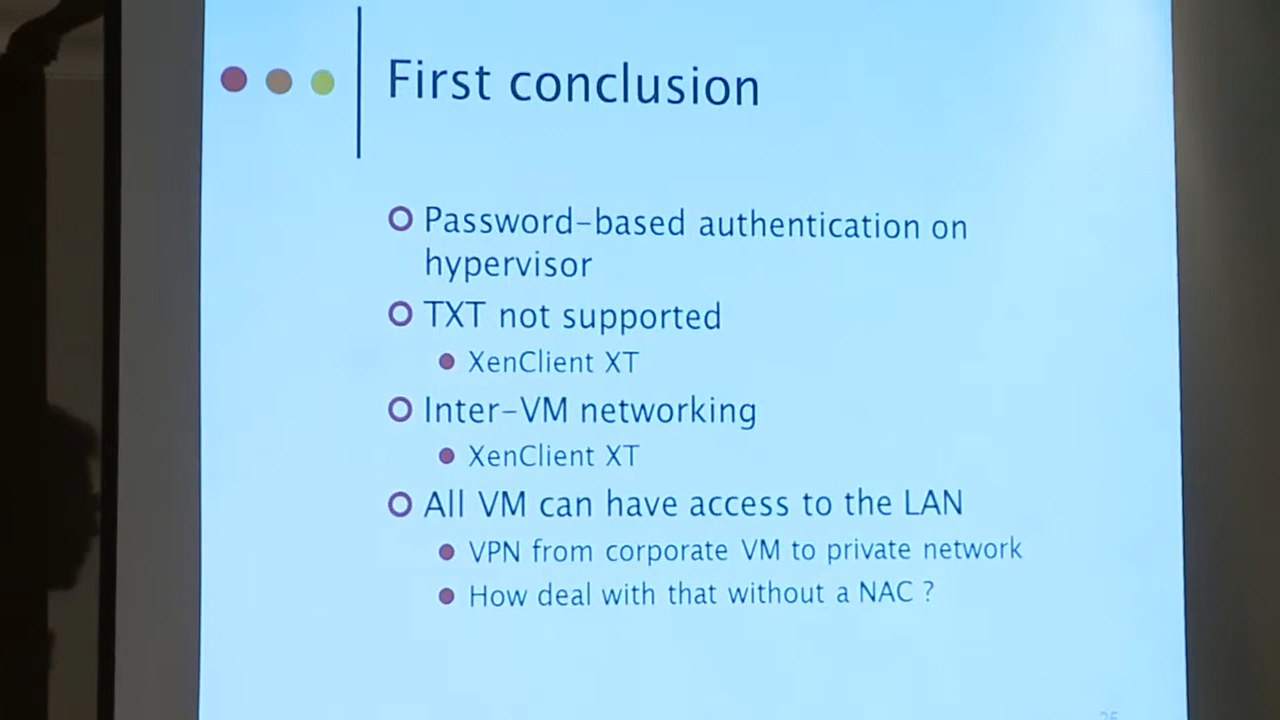 First conclusion
Password-based authentication on
hypervisor
TXT not supported
XenClient XT
Inter-VM networking
XenClient XT
All VM can have access to the LAN
VPN from corporate VM to private network
How deal with that without a NAC ?